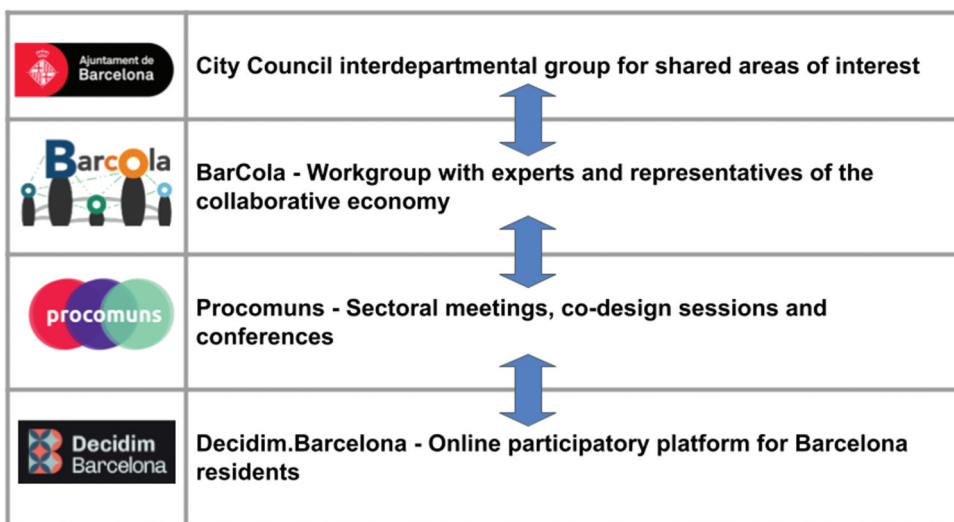 Ajuntament de
Barcelona
City Council interdepartmental group for shared areas of interest
BarCola
BarCola - Workgroup with experts and representatives of the
collaborative economy
procomuns
Procomuns - Sectoral meetings, co-design sessions and
conferences
Decidim
Barcelona
Decidim.Barcelona - Online participatory platform for Barcelona
residents